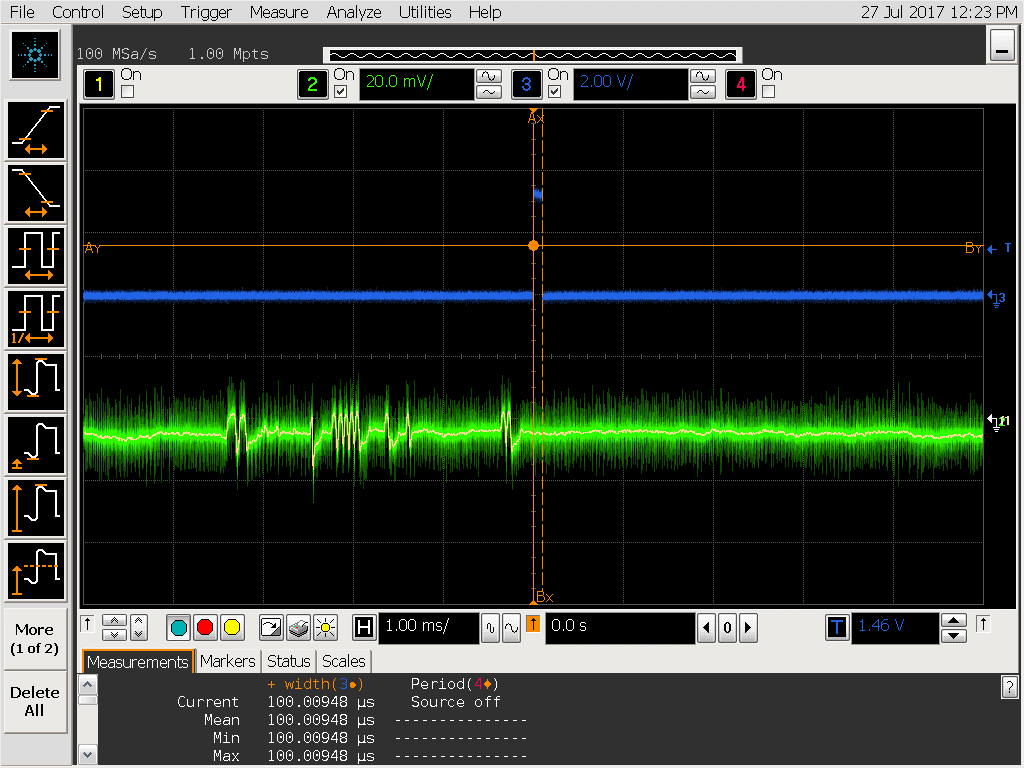 File Control Setup Trigger Measure Analyze Utilities Help 27 Jul 2017 12:23 PM
100 MSa/s 1.00 Mpts
1 On 2 On 20.0 mV/ 3 On 2.00 V/ 4 On
Ax
AY BY T
3
Bx
1/
More
(1 of 2)
Delete
All
H 1.00 ms/ 0.0 s 0 T 1.46 V
Measurements Markers Status Scales
+ width(3) Period(4) ?
Current 100.00948 µs Source off
Mean 100.00948 µs ---------------
Min 100.00948 µs ---------------
Max 100.00948 µs ---------------